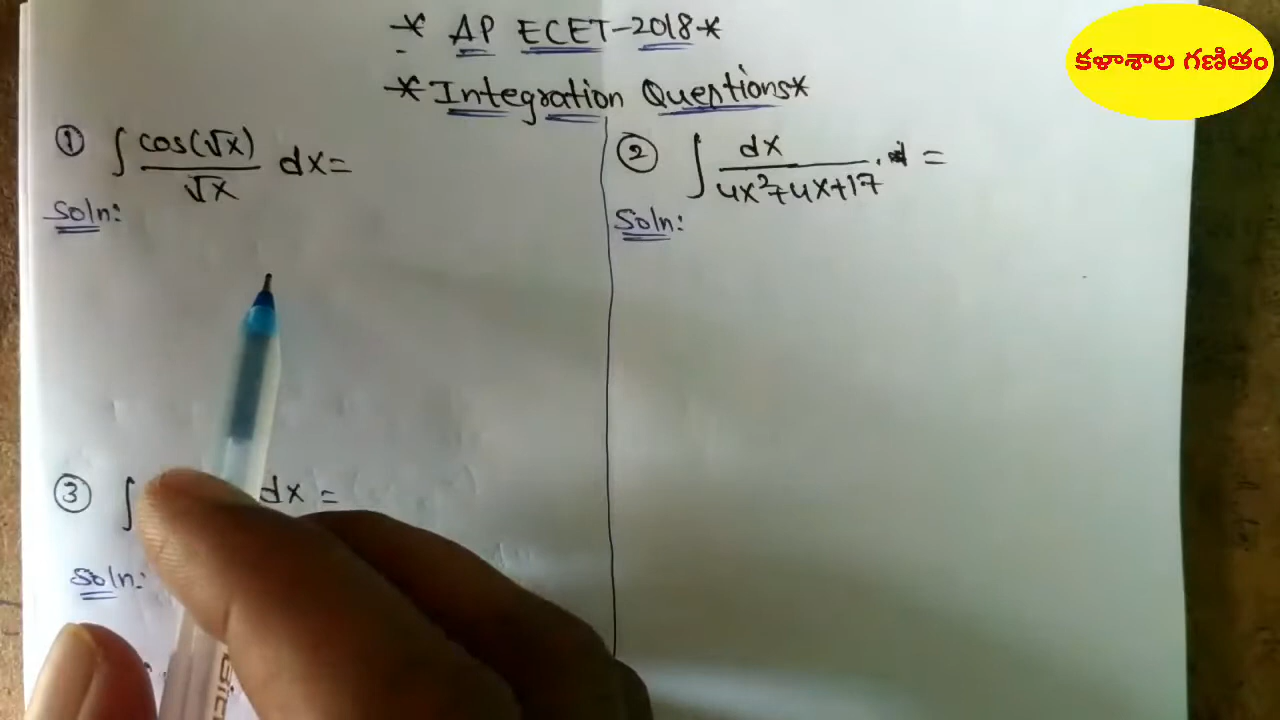 * AP ECET-2018*
కళాశాల గణితం
* Integration Questions*
① ∫ cos(√x)/√x dx=
Soln:
② ∫ dx/4x²+4x+17 . =
Soln:
③ ∫ dx =
Soln: